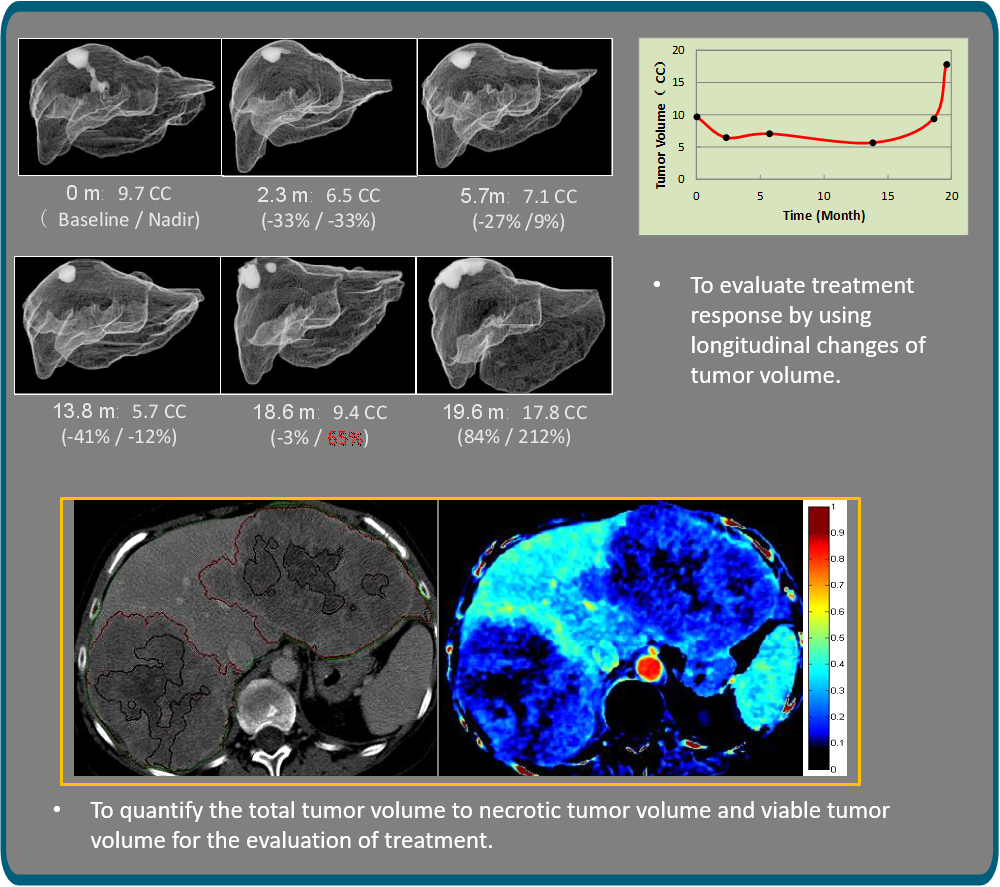 0 m: 9.7 CC
( Baseline / Nadir)
2.3 m: 6.5 CC
(-33% / -33%)
5.7m: 7.1 CC
(-27% /9%)
20
15
10
5
0
Tumor Volume ( CC)
0
5
10
15
20
Time (Month)
13.8 m: 5.7 CC
(-41% / -12%)
18.6 m: 9.4 CC
(-3% / 65%)
19.6 m: 17.8 CC
(84% / 212%)
• To evaluate treatment
response by using
longitudinal changes of
tumor volume.
1
0.9
0.8
0.7
0.6
0.5
0.4
0.3
0.2
0.1
0
• To quantify the total tumor volume to necrotic tumor volume and viable tumor
volume for the evaluation of treatment.